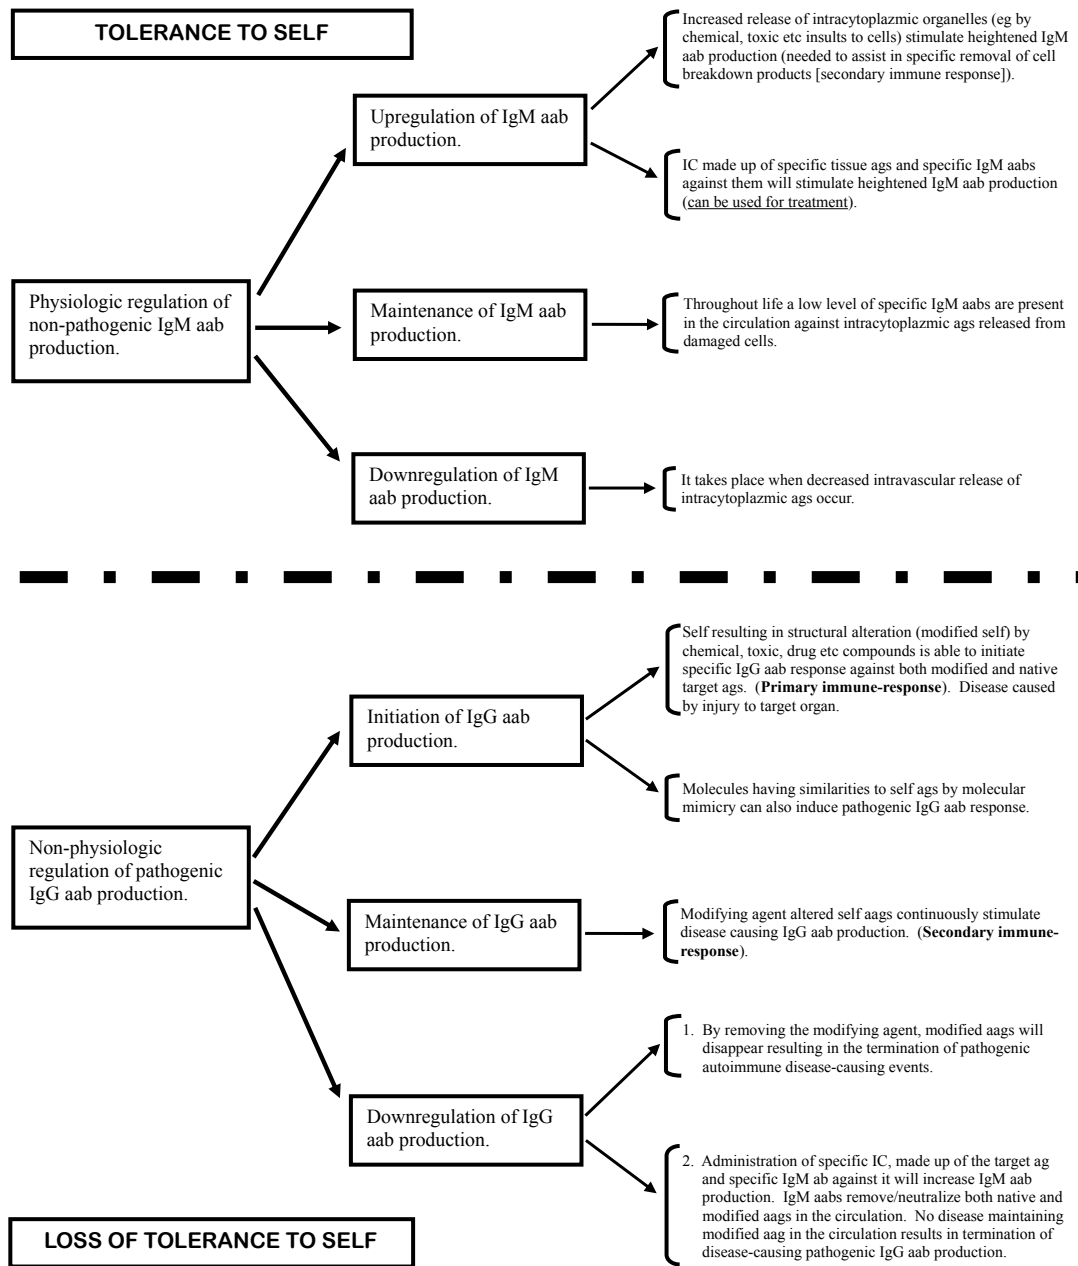 TOLERANCE TO SELF
Increased release of intracytoplazmic organelles (eg by
chemical, toxic etc insults to cells) stimulate heightened IgM
aab production (needed to assist in specific removal of cell
breakdown products [secondary immune response]).
Upregulation of IgM aab
production.
IC made up of specific tissue ags and specific IgM aabs
against them will stimulate heightened IgM aab production
(can be used for treatment).
Physiologic regulation of
non-pathogenic IgM aab
production.
Maintenance of IgM aab
production.
Throughout life a low level of specific IgM aabs are present
in the circulation against intracytoplazmic ags released from
damaged cells.
Downregulation of IgM
aab production.
It takes place when decreased intravascular release of
intracytoplazmic ags occur.
Self resulting in structural alteration (modified self) by
chemical, toxic, drug etc compounds is able to initiate
specific IgG aab response against both modified and native
target ags.  (Primary immune-response).  Disease caused
by injury to target organ.
Initiation of IgG aab
production.
Molecules having similarities to self ags by molecular
mimicry can also induce pathogenic IgG aab response.
Non-physiologic
regulation of pathogenic
IgG aab production.
Maintenance of IgG aab
production.
Modifying agent altered self aags continuously stimulate
disease causing IgG aab production.  (Secondary immune-
response).
1.  By removing the modifying agent, modified aags will
disappear resulting in the termination of pathogenic
autoimmune disease-causing events.
Downregulation of IgG
aab production.
2.  Administration of specific IC, made up of the target ag
and specific IgM ab against it will increase IgM aab
production.  IgM aabs remove/neutralize both native and
modified aags in the circulation.  No disease maintaining
modified aag in the circulation results in termination of
disease-causing pathogenic IgG aab production.
LOSS OF TOLERANCE TO SELF